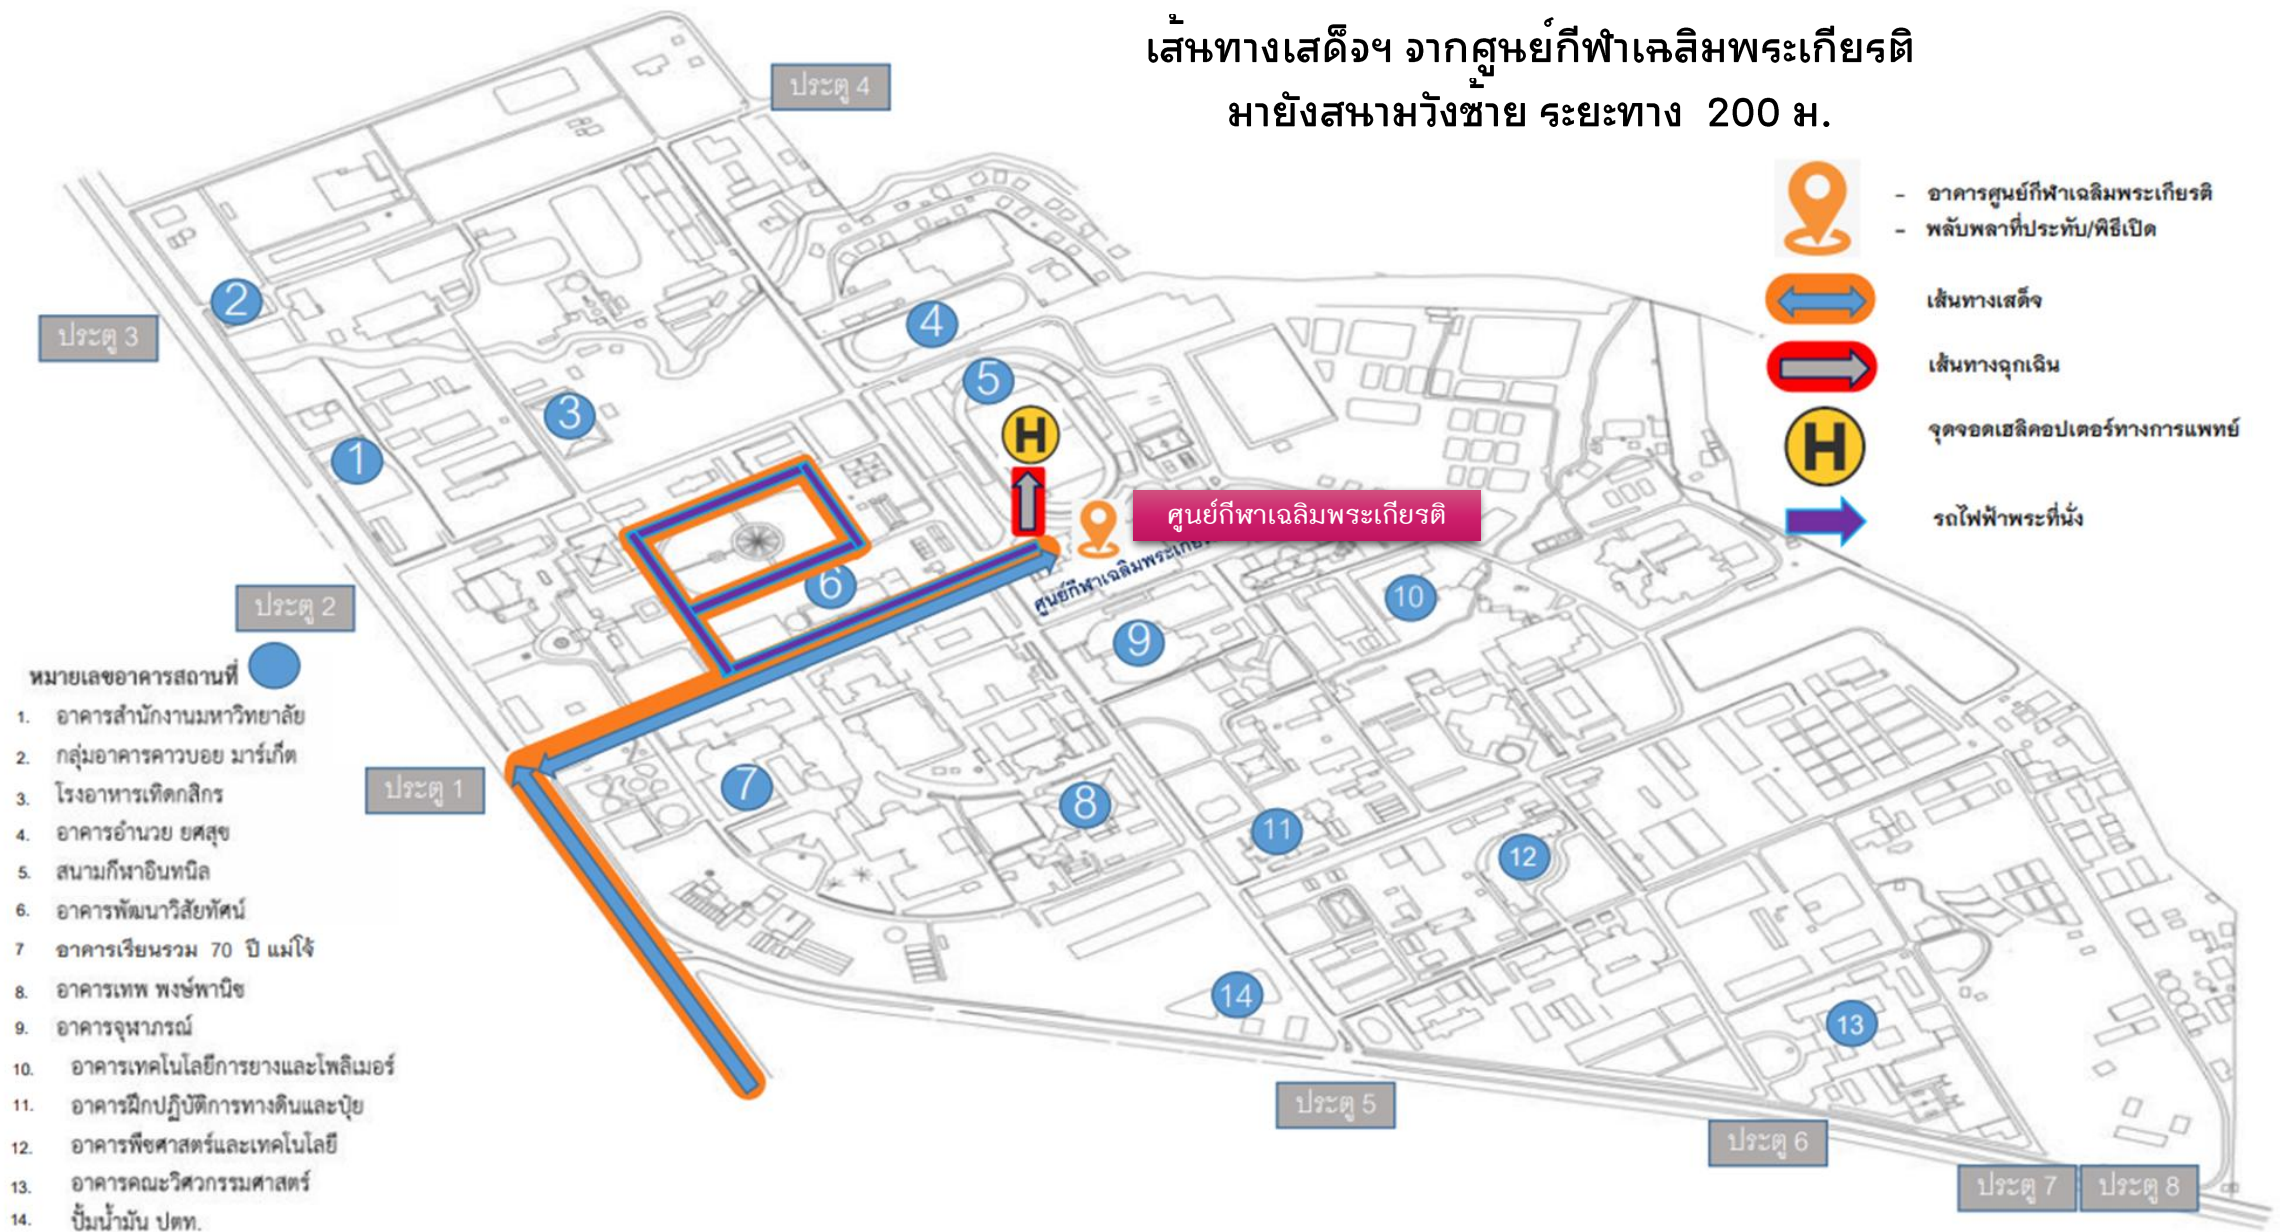 เส้นทางเสด็จฯ จากศูนย์กีฬาเฉลิมพระเกียรติ
มายังสนามวังซ้าย ระยะทาง 200 ม.
- อาคารศูนย์กีฬาเฉลิมพระเกียรติ
- พลับพลาที่ประทับ/พิธีเปิด
เส้นทางเสด็จ
เส้นทางฉุกเฉิน
H
จุดจอดเฮลิคอปเตอร์ทางการแพทย์
รถไฟฟ้าพระที่นั่ง
ประตู 4
ประตู 3
2
4
5
3
1
H
ศูนย์กีฬาเฉลิมพระเกียรติ
ศูนย์กีฬาเฉลิมพระเกีย
6
10
9
ประตู 2
ประตู 1
7
8
11
12
14
13
ประตู 5
ประตู 6
ประตู 7
ประตู 8
หมายเลขอาคารสถานที่
1. อาคารสำนักงานมหาวิทยาลัย
2. กลุ่มอาคารคาวบอย มาร์เก็ต
3. โรงอาหารเทิดกสิกร
4. อาคารอำนวย ยศสุข
5. สนามกีฬาอินทนิล
6. อาคารพัฒนาวิสัยทัศน์
7 อาคารเรียนรวม 70 ปี แม่โจ้
8. อาคารเทพ พงษ์พานิช
9. อาคารจุฬาภรณ์
10. อาคารเทคโนโลยีการยางและโพลิเมอร์
11. อาคารฝึกปฏิบัติการทางดินและปุ๋ย
12. อาคารพืชศาสตร์และเทคโนโลยี
13. อาคารคณะวิศวกรรมศาสตร์
14. ปั้มน้ำมัน ปตท.